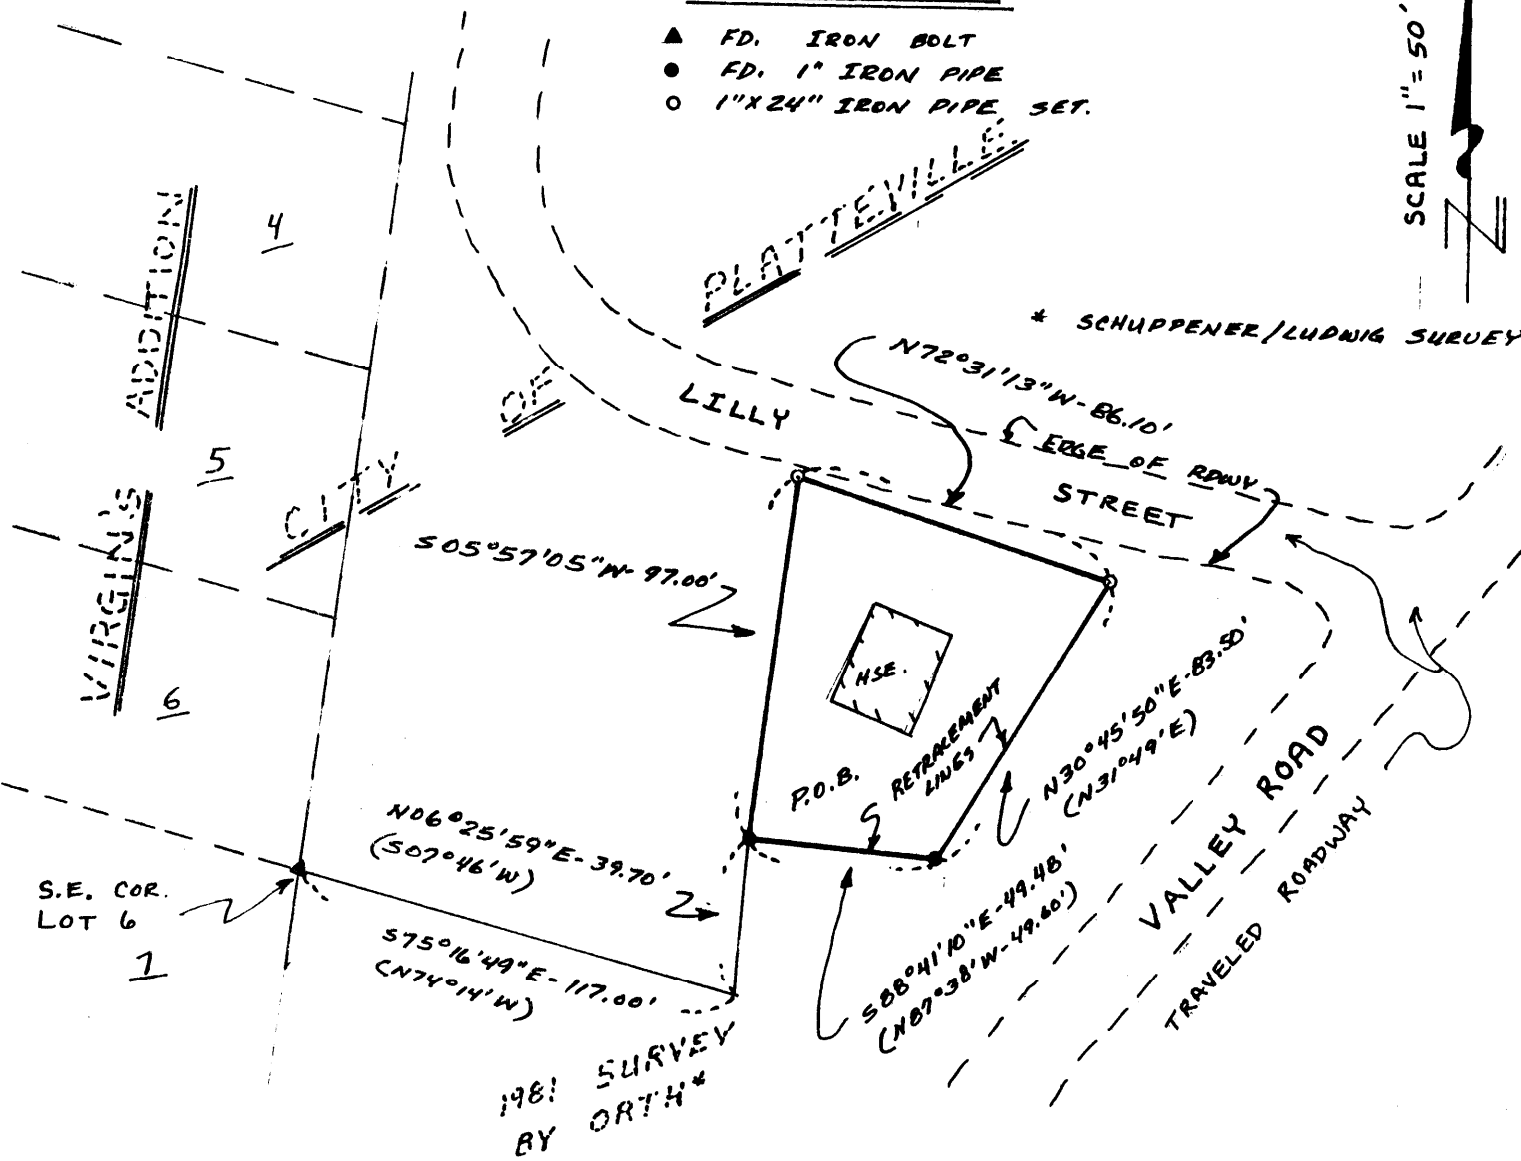 ▲ FD. IRON BOLT
● FD. 1" IRON PIPE
○ 1"X24" IRON PIPE SET.
SCALE 1"=50'
N
CITY OF PLATTEVILLE
VIRGIN'S ADDITION
4
5
6
7
* SCHUPPENER/LUDWIG SURVEY
N72°31'13"W-86.10'
EDGE OF RDWY
LILLY STREET
S05°57'05"W-97.00'
HSE.
P.O.B.
RETRACEMENT
LINES
N30°45'50"E-83.50'
(N31°49'E)
N06°25'59"E-39.70'
(S07°46'W)
S.E. COR.
LOT 6
S75°16'49"E-117.00'
(N74°14'W)
S88°41'10"E-49.48'
(N87°38'W-49.60')
VALLEY ROAD
TRAVELED ROADWAY
1981 SURVEY
BY ORTH*